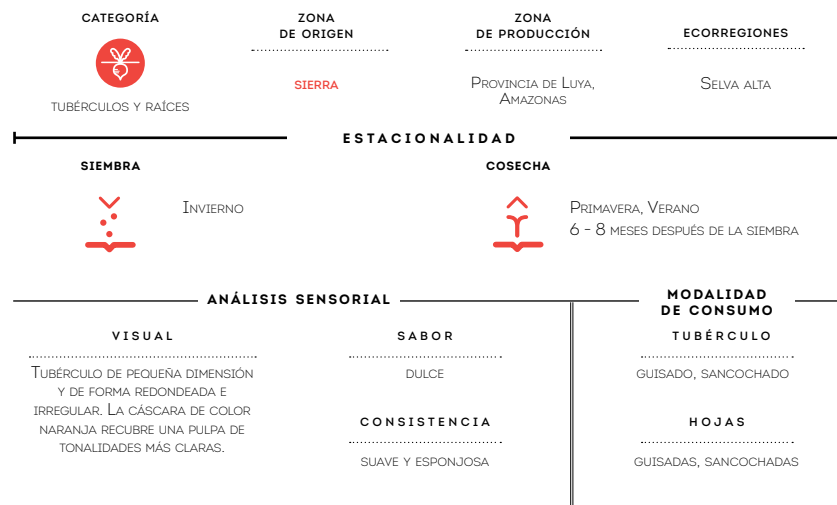 CATEGORÍA
TUBÉRCULOS Y RAÍCES
ZONA
DE ORIGEN
SIERRA
ZONA
DE PRODUCCIÓN
PROVINCIA DE LUYA,
AMAZONAS
ECORREGIONES
SELVA ALTA
ESTACIONALIDAD
SIEMBRA
INVIERNO
COSECHA
PRIMAVERA, VERANO
6 - 8 MESES DESPUÉS DE LA SIEMBRA
ANÁLISIS SENSORIAL
VISUAL
TUBÉRCULO DE PEQUEÑA DIMENSIÓN
Y DE FORMA REDONDEADA E
IRREGULAR. LA CÁSCARA DE COLOR
NARANJA RECUBRE UNA PULPA DE
TONALIDADES MÁS CLARAS.
SABOR
DULCE
CONSISTENCIA
SUAVE Y ESPONJOSA
MODALIDAD
DE CONSUMO
TUBÉRCULO
GUISADO, SANCOCHADO
HOJAS
GUISADAS, SANCOCHADAS